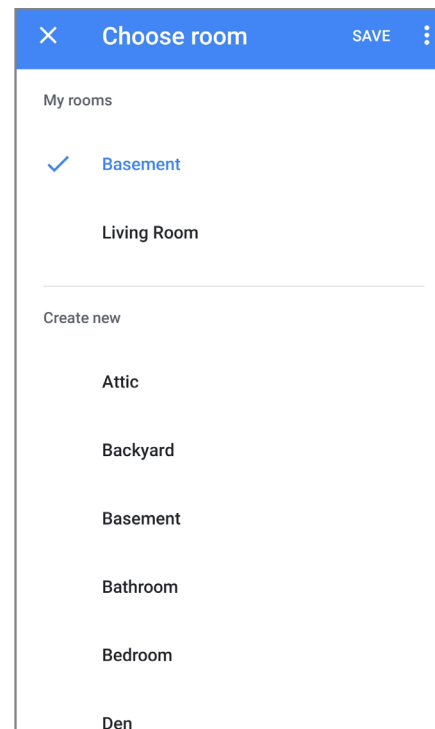 Choose room SAVE
My rooms
Basement
Living Room
Create new
Attic
Backyard
Basement
Bathroom
Bedroom
Den